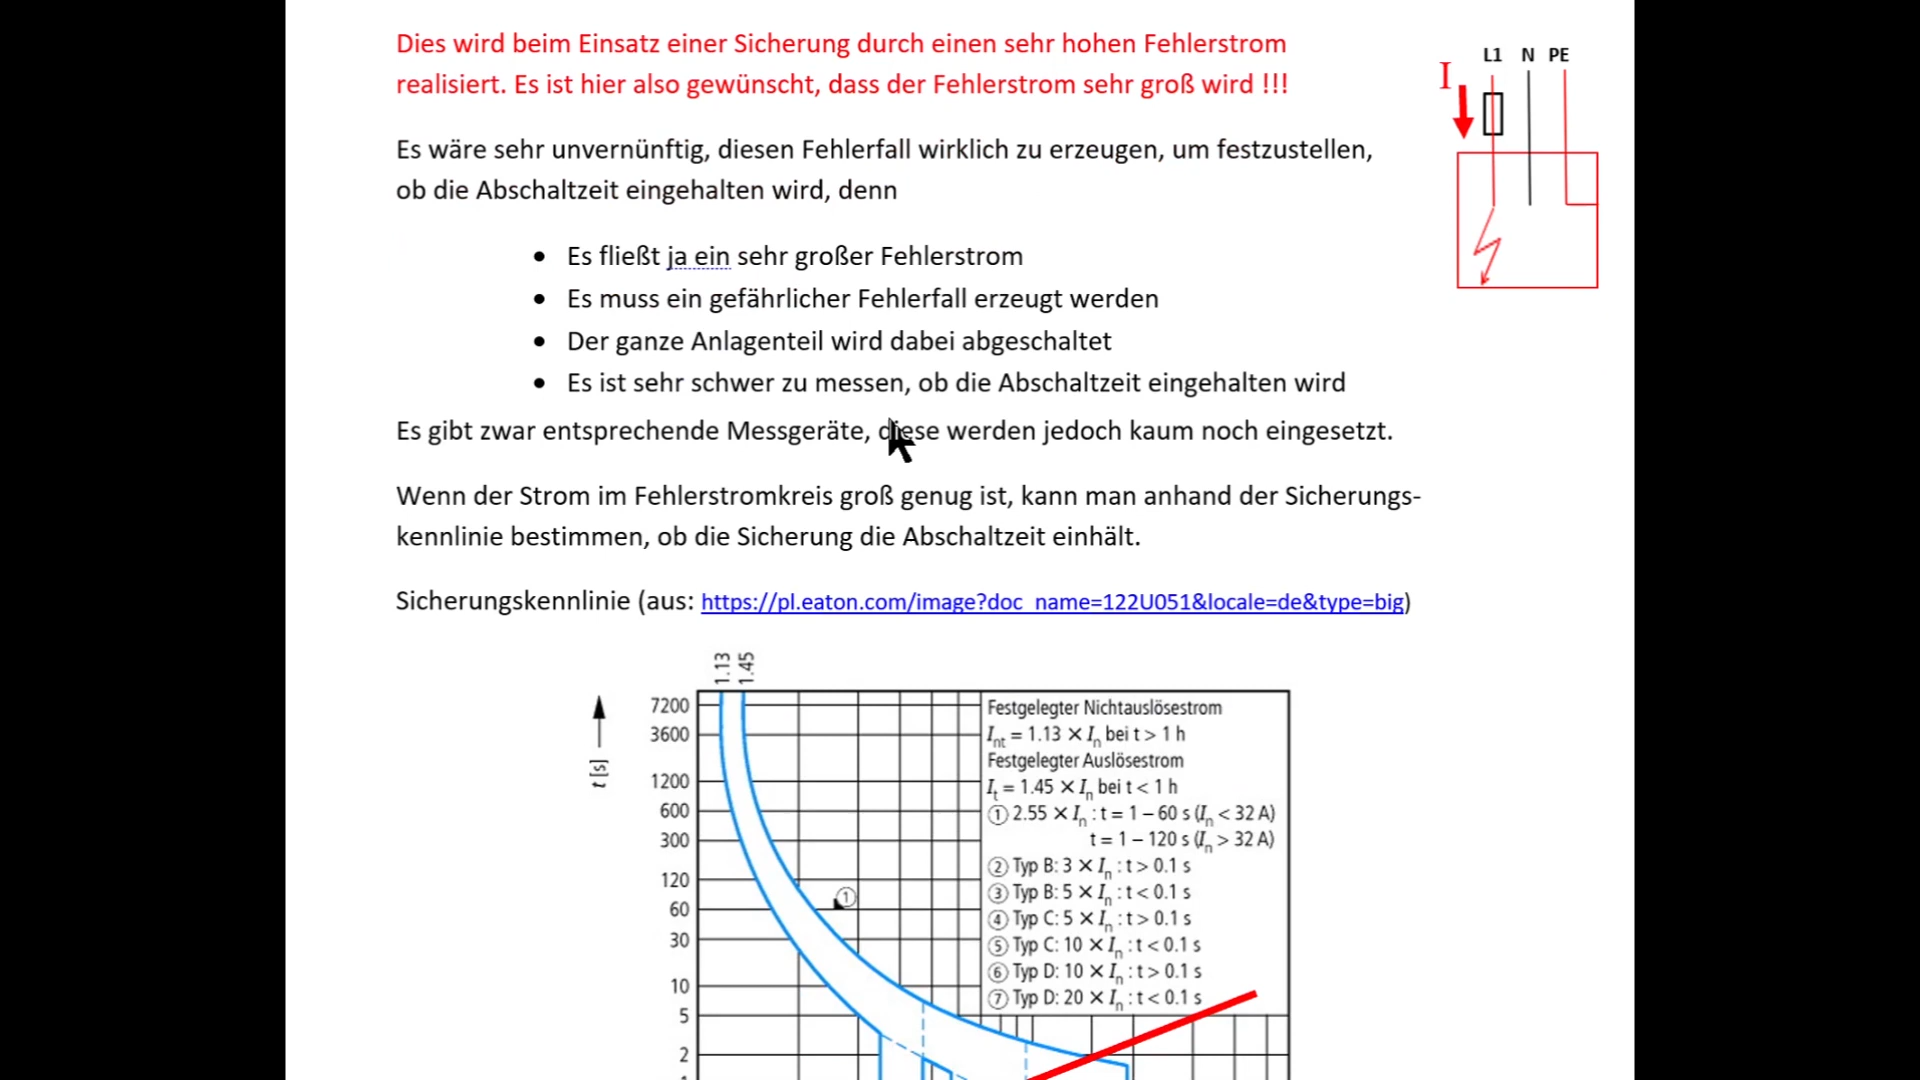 Dies wird beim Einsatz einer Sicherung durch einen sehr hohen Fehlerstrom
realisiert. Es ist hier also gewünscht, dass der Fehlerstrom sehr groß wird !!!
I
L1 N PE
Es wäre sehr unvernünftig, diesen Fehlerfall wirklich zu erzeugen, um festzustellen,
ob die Abschaltzeit eingehalten wird, denn
• Es fließt ja ein sehr großer Fehlerstrom
• Es muss ein gefährlicher Fehlerfall erzeugt werden
• Der ganze Anlagenteil wird dabei abgeschaltet
• Es ist sehr schwer zu messen, ob die Abschaltzeit eingehalten wird
Es gibt zwar entsprechende Messgeräte, diese werden jedoch kaum noch eingesetzt.
Wenn der Strom im Fehlerstromkreis groß genug ist, kann man anhand der Sicherungs-
kennlinie bestimmen, ob die Sicherung die Abschaltzeit einhält.
Sicherungskennlinie (aus: https://pl.eaton.com/image?doc_name=122U051&locale=de&type=big)
1.13
1.45
t [s]
7200
3600
1200
600
300
120
60
30
10
5
2
①
Festgelegter Nichtauslösestrom
Int = 1.13 × In bei t > 1 h
Festgelegter Auslösestrom
It = 1.45 × In bei t < 1 h
① 2.55 × In : t = 1 – 60 s (In < 32 A)
t = 1 – 120 s (In > 32 A)
② Typ B: 3 × In : t > 0.1 s
③ Typ B: 5 × In : t < 0.1 s
④ Typ C: 5 × In : t > 0.1 s
⑤ Typ C: 10 × In : t < 0.1 s
⑥ Typ D: 10 × In : t > 0.1 s
⑦ Typ D: 20 × In : t < 0.1 s